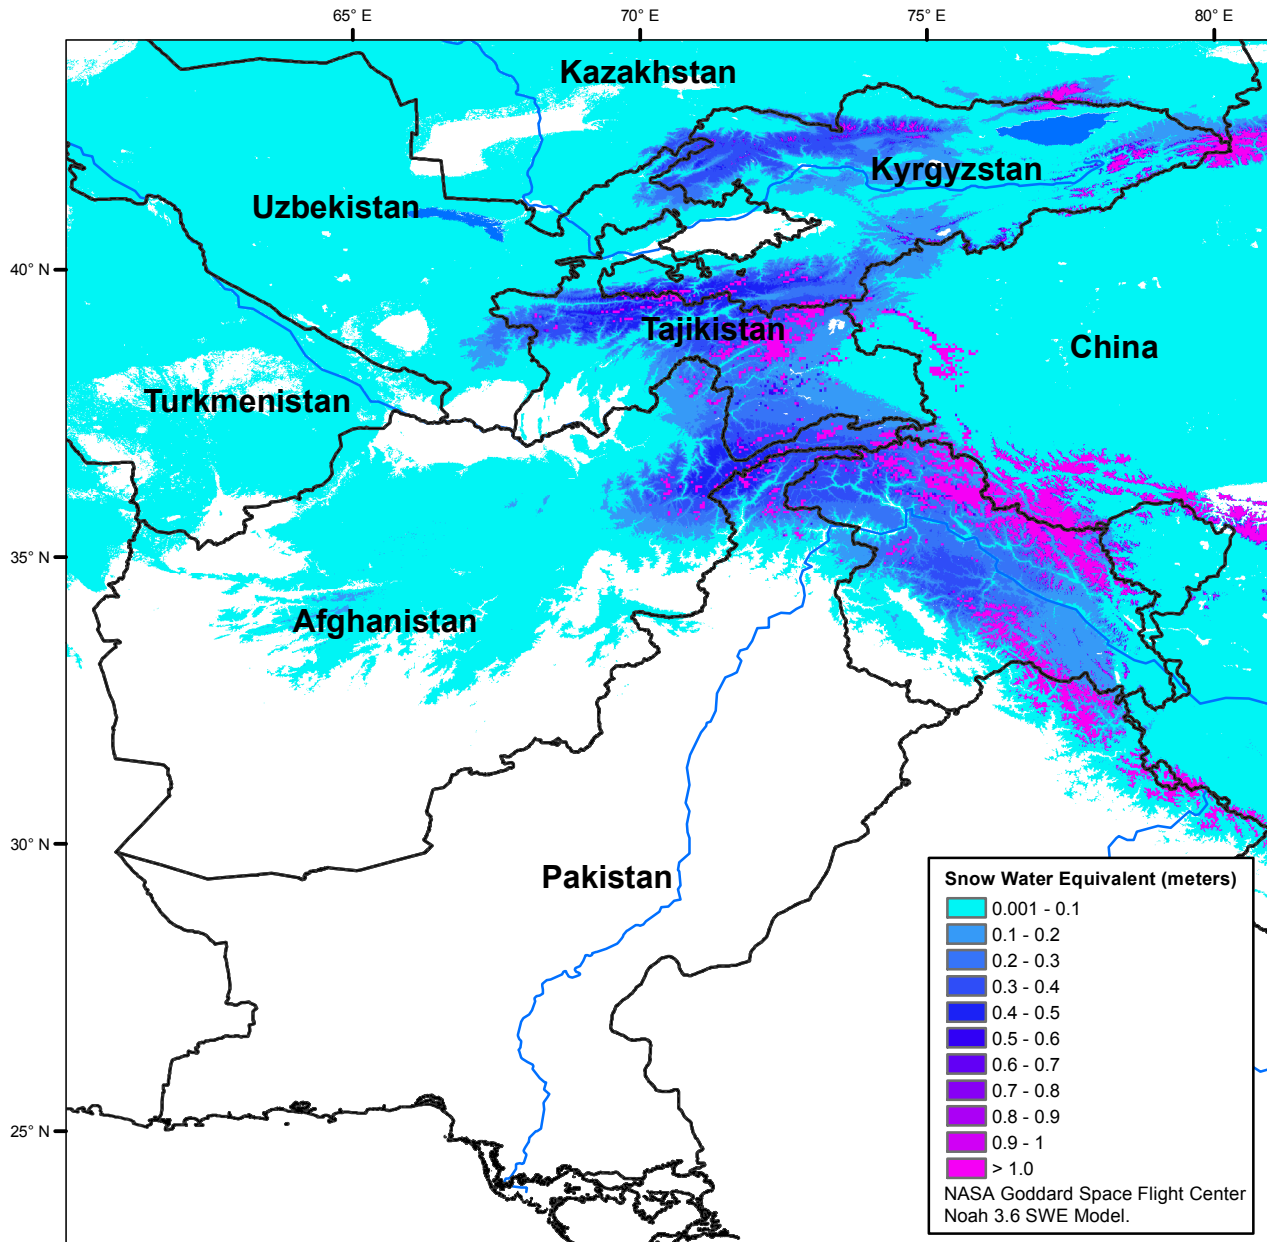 65° E
70° E
75° E
80° E
Kazakhstan
Kyrgyzstan
Uzbekistan
40° N
Tajikistan
China
Turkmenistan
35° N
Afghanistan
30° N
Pakistan
25° N
Snow Water Equivalent (meters)
0.001 - 0.1
0.1 - 0.2
0.2 - 0.3
0.3 - 0.4
0.4 - 0.5
0.5 - 0.6
0.6 - 0.7
0.7 - 0.8
0.8 - 0.9
0.9 - 1
> 1.0
NASA Goddard Space Flight Center
Noah 3.6 SWE Model.